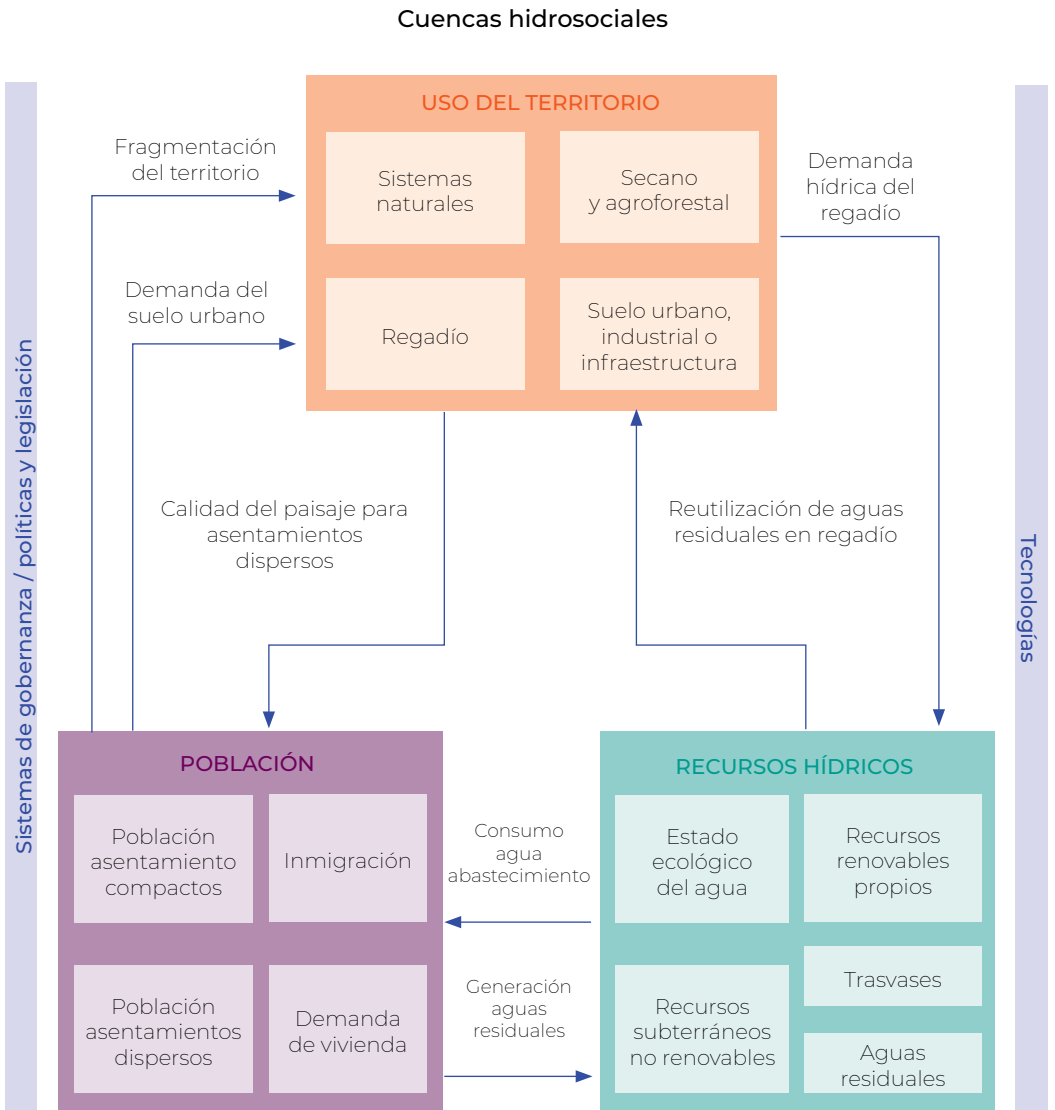 Cuencas hidrosociales
Sistemas de gobernanza / políticas y legislación
USO DEL TERRITORIO
Sistemas
naturales
Secano
y agroforestal
Regadío
Suelo urbano,
industrial o
infraestructura
Fragmentación
del territorio
Demanda del
suelo urbano
Demanda
hídrica del
regadío
Calidad del paisaje para
asentamientos
dispersos
Reutilización de aguas
residuales en regadío
Tecnologías
POBLACIÓN
Población
asentamiento
compactos
Inmigración
Población
asentamientos
dispersos
Demanda
de vivienda
Consumo
agua
abastecimiento
Generación
aguas
residuales
RECURSOS HÍDRICOS
Estado
ecológico
del agua
Recursos
renovables
propios
Recursos
subterráneos
no renovables
Trasvases
Aguas
residuales